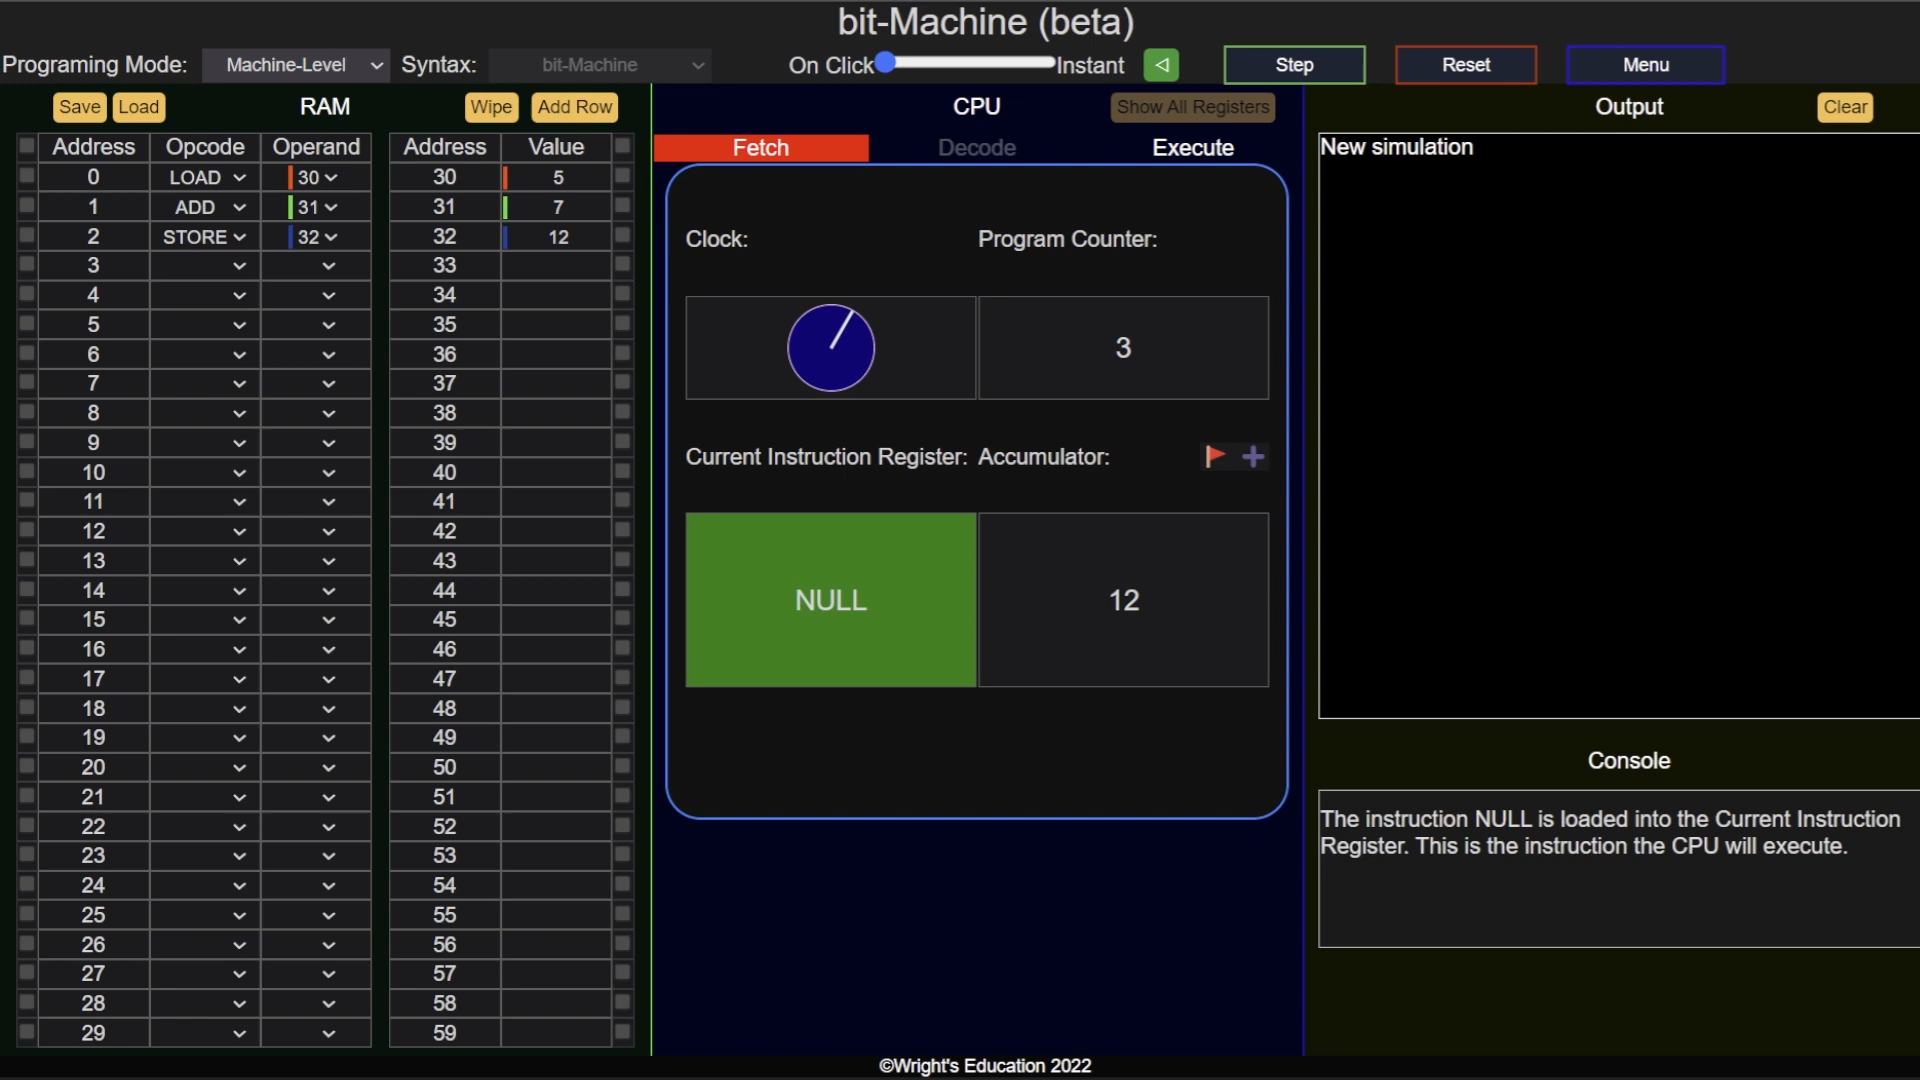 bit-Machine (beta)
Programing Mode: Machine-Level Syntax: bit-Machine On Click Instant Step Reset Menu
Save Load RAM Wipe Add Row CPU Show All Registers Output Clear
Address Opcode Operand Address Value Fetch Decode Execute
0 LOAD 30 30 5
1 ADD 31 31 7
2 STORE 32 32 12
3 33
4 34
5 35
6 36
7 37
8 38
9 39
10 40
11 41
12 42
13 43
14 44
15 45
16 46
17 47
18 48
19 49
20 50
21 51
22 52
23 53
24 54
25 55
26 56
27 57
28 58
29 59
Clock: Program Counter:
3
Current Instruction Register: Accumulator:
NULL 12
New simulation
Console
The instruction NULL is loaded into the Current Instruction
Register. This is the instruction the CPU will execute.
©Wright's Education 2022